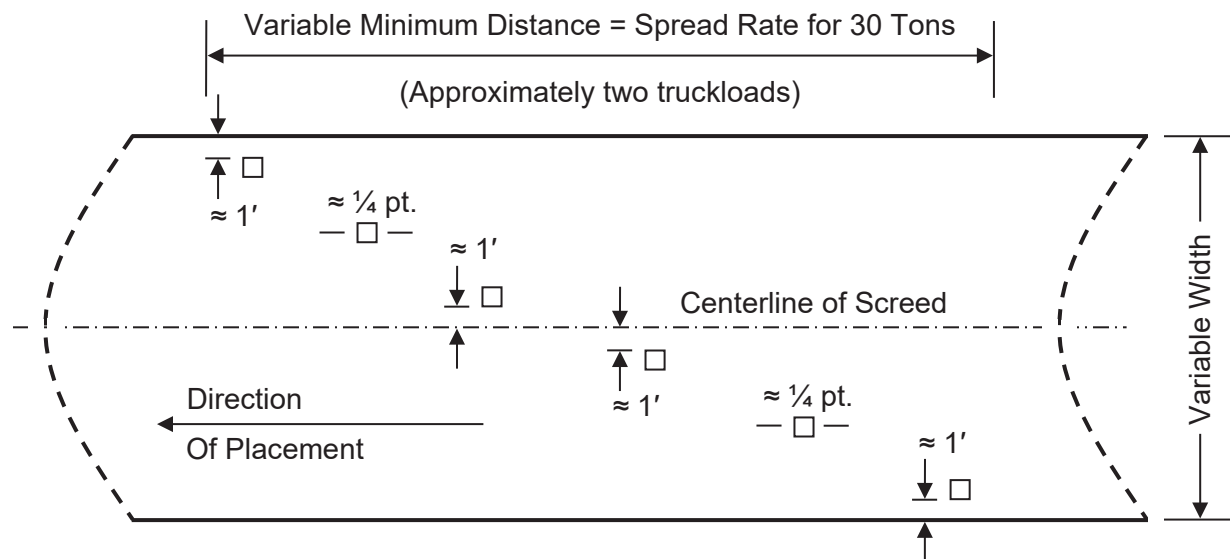 Variable Minimum Distance = Spread Rate for 30 Tons
(Approximately two truckloads)
≈ 1′
≈ ¼ pt.
≈ 1′
Centerline of Screed
≈ 1′
≈ ¼ pt.
≈ 1′
Direction
Of Placement
Variable Width